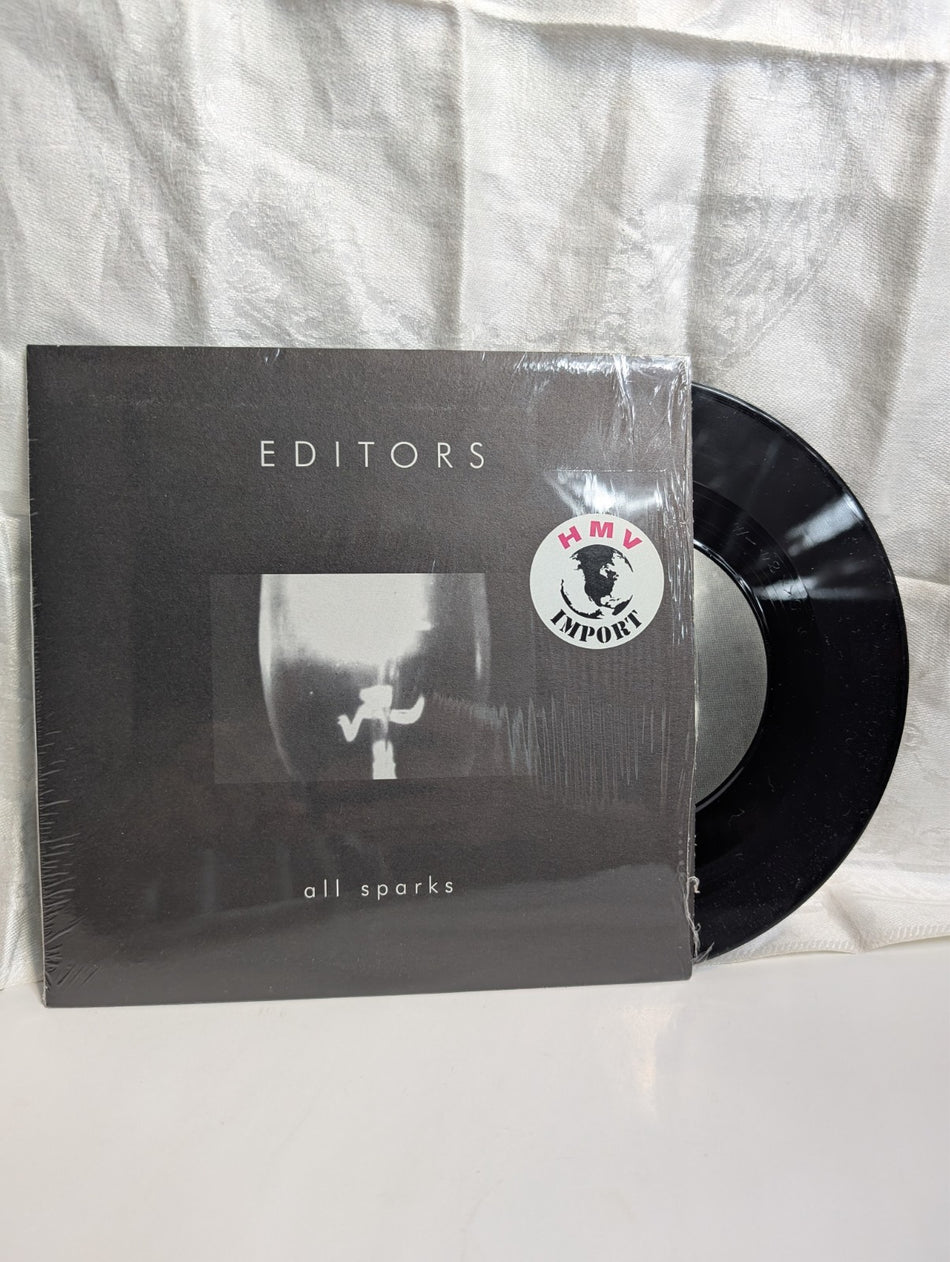 EDITORS
HMV
IMPORT
all sparks